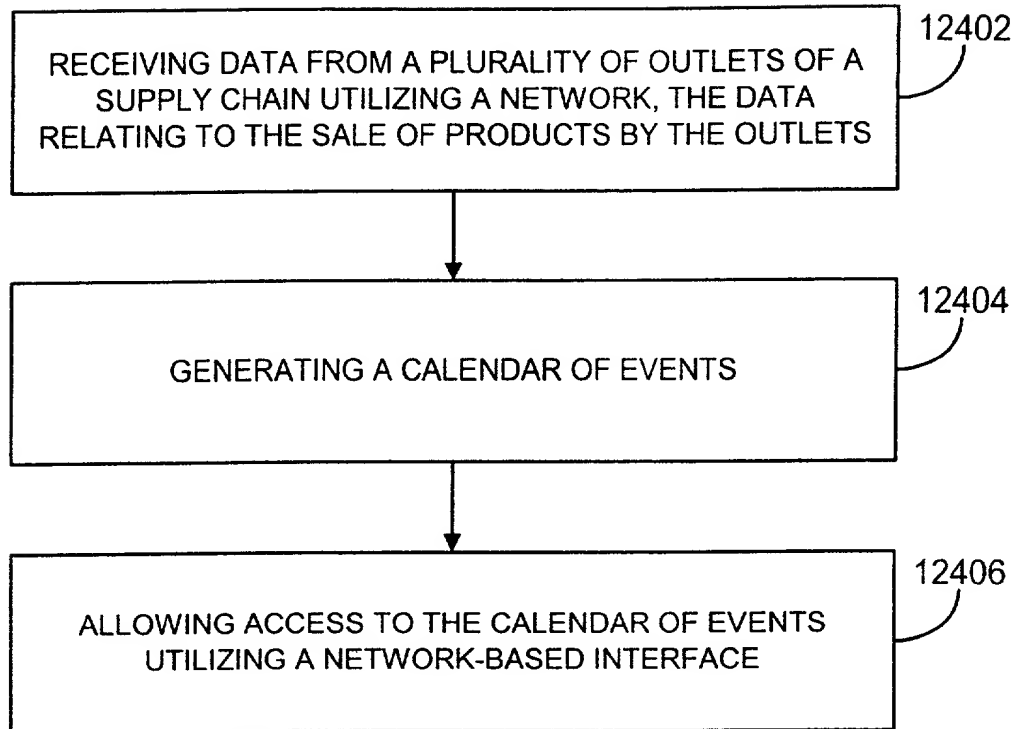 12402
RECEIVING DATA FROM A PLURALITY OF OUTLETS OF A
SUPPLY CHAIN UTILIZING A NETWORK, THE DATA
RELATING TO THE SALE OF PRODUCTS BY THE OUTLETS
12404
GENERATING A CALENDAR OF EVENTS
12406
ALLOWING ACCESS TO THE CALENDAR OF EVENTS
UTILIZING A NETWORK-BASED INTERFACE